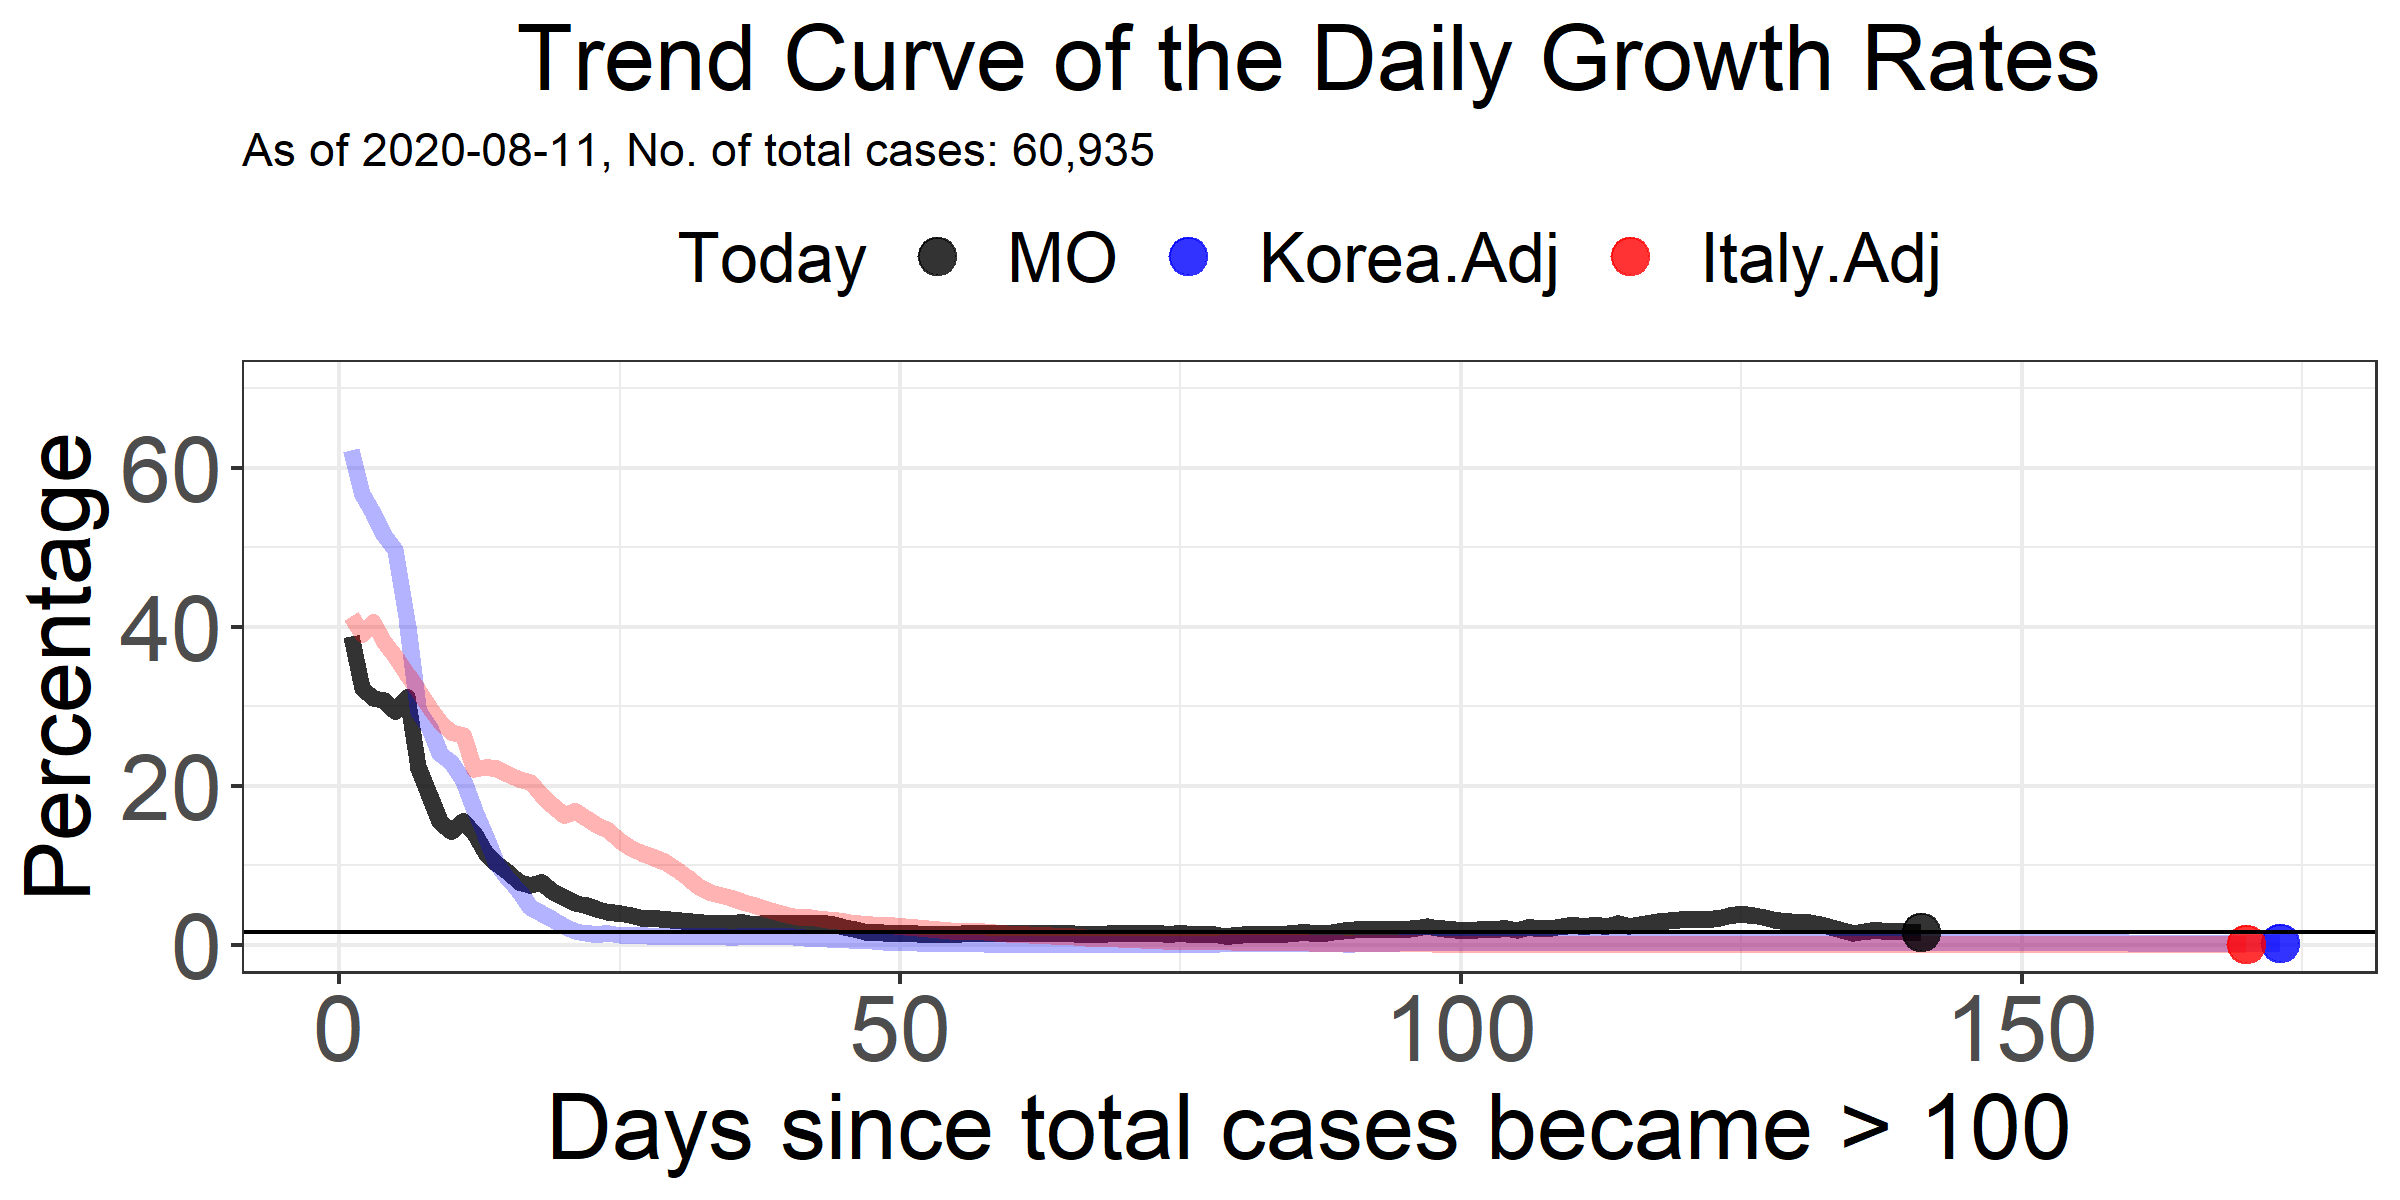 Trend Curve of the Daily Growth Rates
As of 2020-08-11, No. of total cases: 60,935
Today MO Korea.Adj Italy.Adj
Percentage
60
40
20
0
0 50 100 150
Days since total cases became > 100